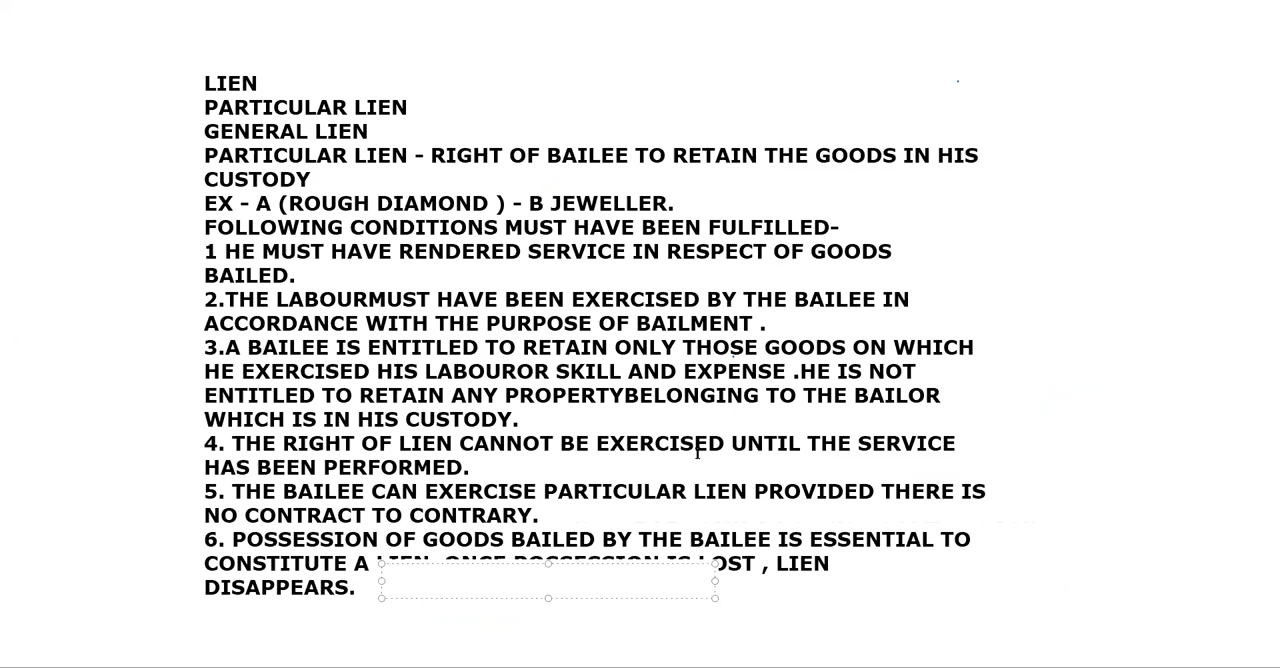 LIEN
PARTICULAR LIEN
GENERAL LIEN
PARTICULAR LIEN - RIGHT OF BAILEE TO RETAIN THE GOODS IN HIS
CUSTODY
EX - A (ROUGH DIAMOND ) - B JEWELLER.
FOLLOWING CONDITIONS MUST HAVE BEEN FULFILLED-
1 HE MUST HAVE RENDERED SERVICE IN RESPECT OF GOODS
BAILED.
2.THE LABOURMUST HAVE BEEN EXERCISED BY THE BAILEE IN
ACCORDANCE WITH THE PURPOSE OF BAILMENT .
3.A BAILEE IS ENTITLED TO RETAIN ONLY THOSE GOODS ON WHICH
HE EXERCISED HIS LABOUROR SKILL AND EXPENSE .HE IS NOT
ENTITLED TO RETAIN ANY PROPERTYBELONGING TO THE BAILOR
WHICH IS IN HIS CUSTODY.
4. THE RIGHT OF LIEN CANNOT BE EXERCISED UNTIL THE SERVICE
HAS BEEN PERFORMED.
5. THE BAILEE CAN EXERCISE PARTICULAR LIEN PROVIDED THERE IS
NO CONTRACT TO CONTRARY.
6. POSSESSION OF GOODS BAILED BY THE BAILEE IS ESSENTIAL TO
CONSTITUTE A LIEN, ONCE POSSESSION IS LOST , LIEN
DISAPPEARS.